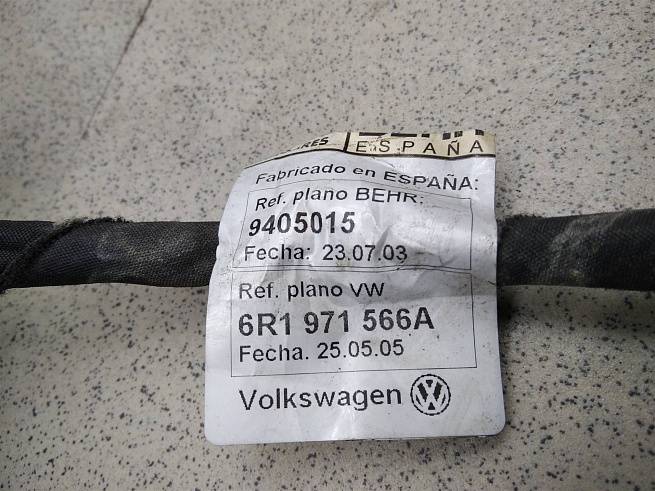 ESPAÑA
Fabricado en ESPAÑA:
Ref. plano BEHR:
9405015
Fecha: 23.07.03
Ref. plano VW
6R1 971 566A
Fecha. 25.05.05
Volkswagen